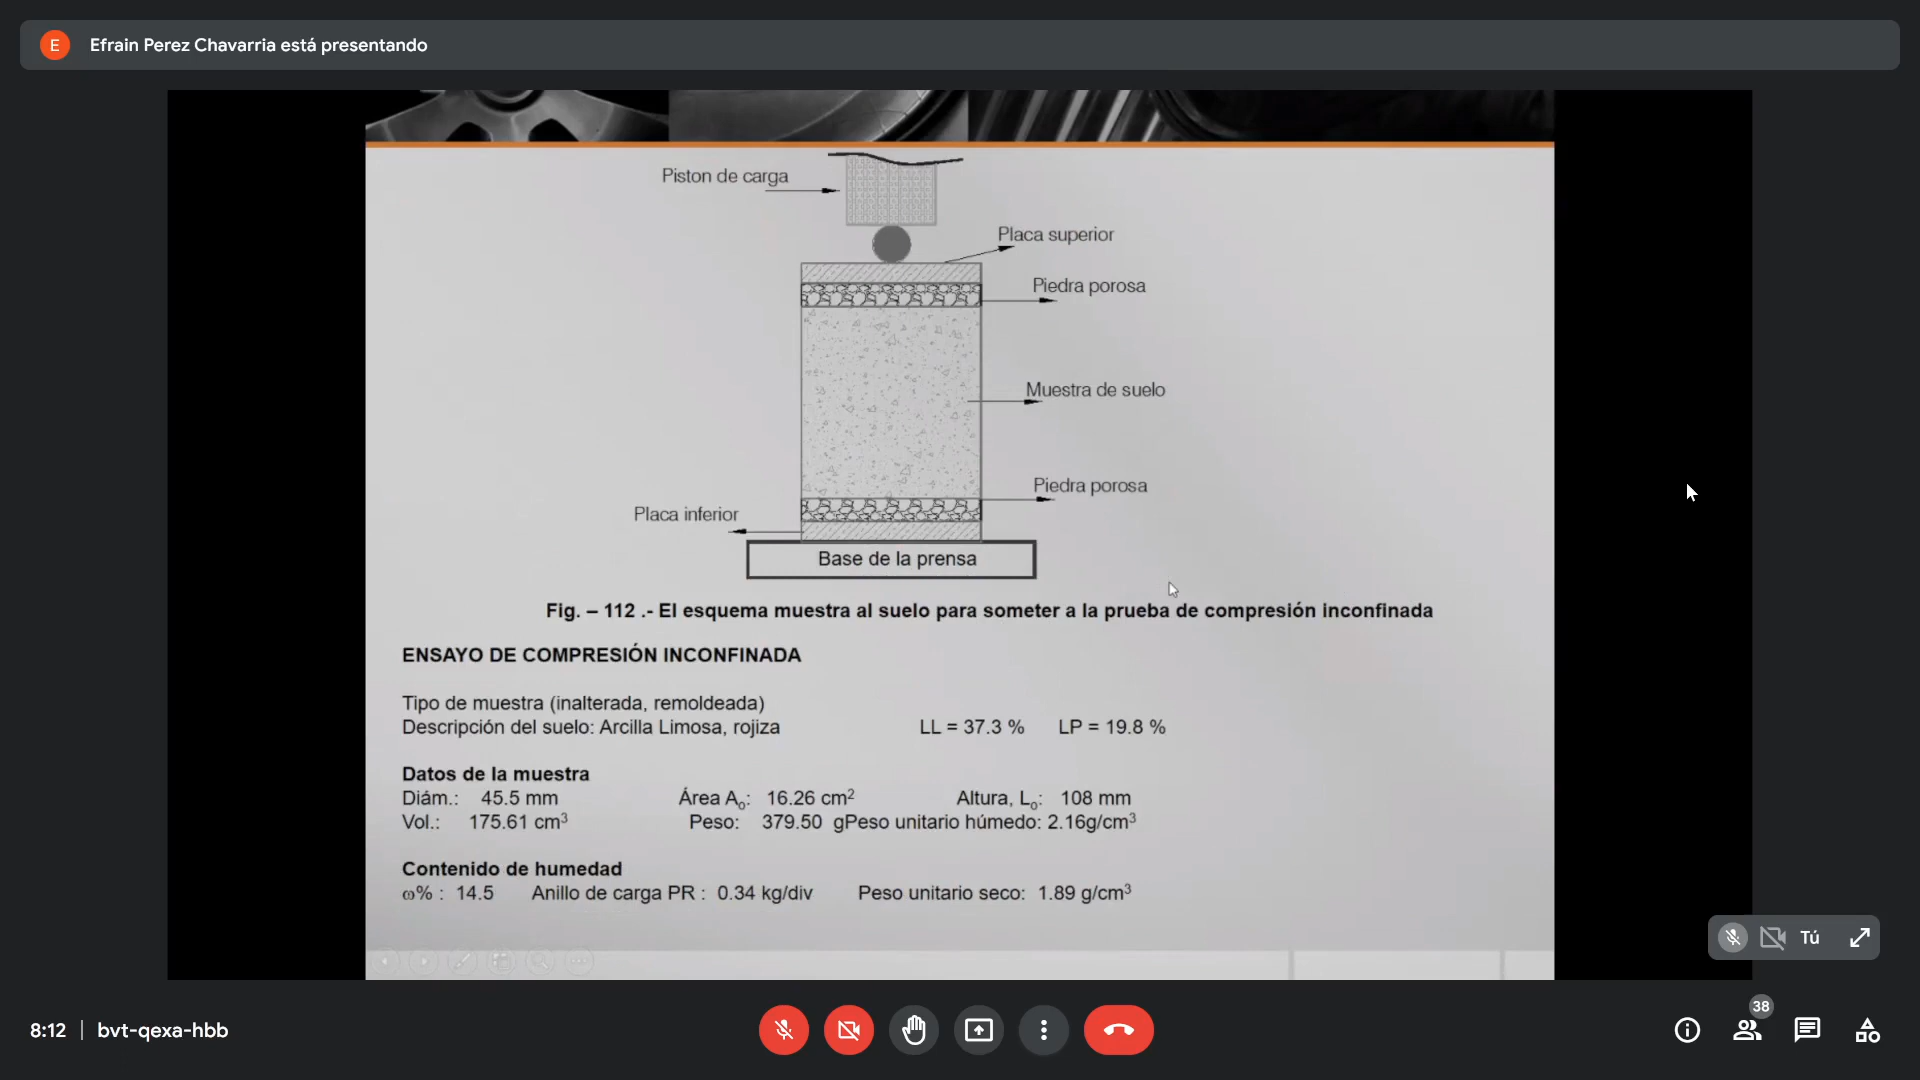 E Efrain Perez Chavarria está presentando
Piston de carga
Placa superior
Piedra porosa
Muestra de suelo
Piedra porosa
Placa inferior
Base de la prensa
Fig. – 112 .- El esquema muestra al suelo para someter a la prueba de compresión inconfinada
ENSAYO DE COMPRESIÓN INCONFINADA
Tipo de muestra (inalterada, remoldeada)
Descripción del suelo: Arcilla Limosa, rojiza LL = 37.3 % LP = 19.8 %
Datos de la muestra
Diám.: 45.5 mm Área Ao: 16.26 cm2 Altura, Lo: 108 mm
Vol.: 175.61 cm3 Peso: 379.50 gPeso unitario húmedo: 2.16g/cm3
Contenido de humedad
ω% : 14.5 Anillo de carga PR : 0.34 kg/div Peso unitario seco: 1.89 g/cm3
Tú
38
8:12 | bvt-qexa-hbb